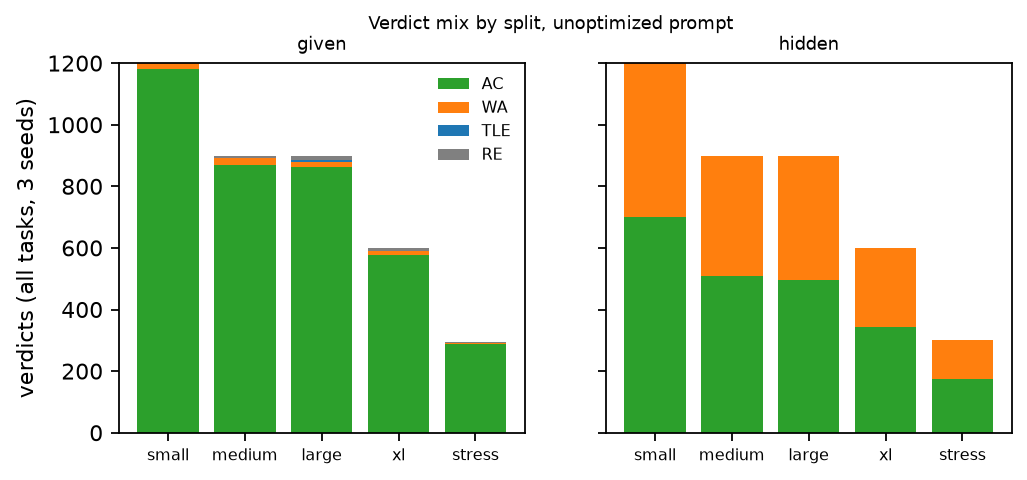 Verdict mix by split, unoptimized prompt
given
hidden
verdicts (all tasks, 3 seeds)
1200
1000
800
600
400
200
0
AC
WA
TLE
RE
small medium large xl stress
small medium large xl stress